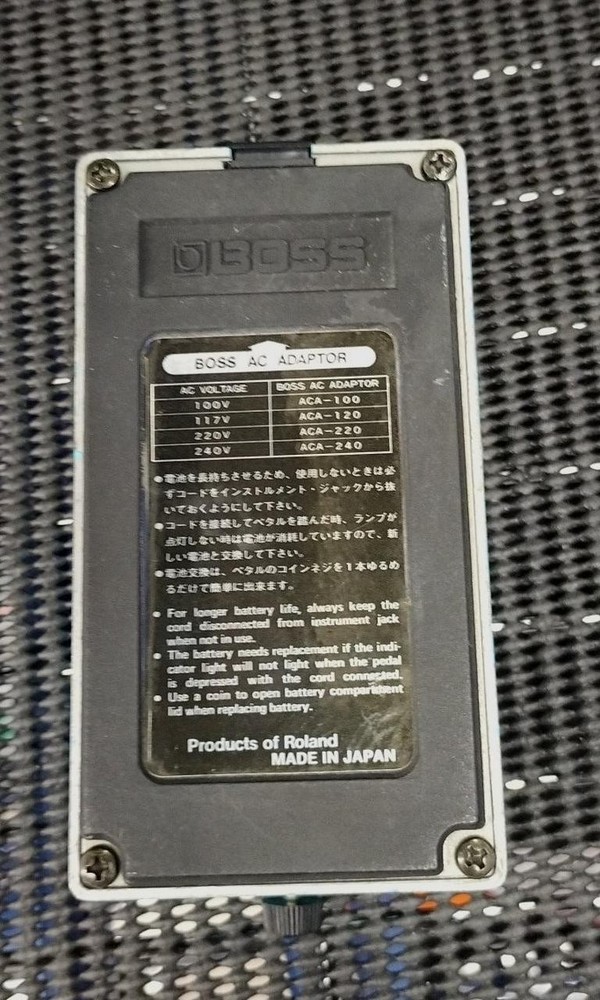 BOSS
BOSS AC ADAPTOR
AC VOLTAGE BOSS AC ADAPTOR
100V ACA-100
117V ACA-120
220V ACA-220
240V ACA-240
●電池を長持ちさせるため、使用しないときは必
ずコードをインストルメント・ジャックから抜
いておくようにして下さい。
●コードを接続してペタルを踏んだ時、ランプが
点灯しない時は電池が消耗していますので、新
しい電池と交換して下さい。
●電池交換は、ペタルのコインネジを1本ゆるめ
るだけで簡単に出来ます。
● For longer battery life, always keep the
cord disconnected from instrument jack
when not in use.
● The battery needs replacement if the indi-
cator light will not light when the pedal
is depressed with the cord connected.
● Use a coin to open battery compartment
lid when replacing battery.
Products of Roland
MADE IN JAPAN